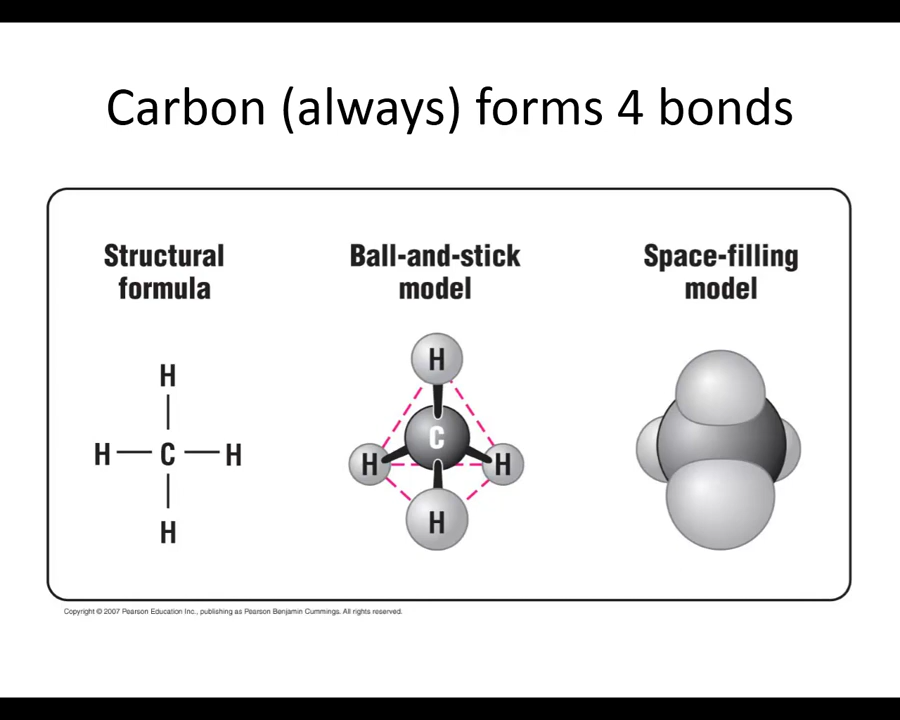 Carbon (always) forms 4 bonds
Structural
formula
Ball-and-stick
model
Space-filling
model
H
H — C — H
H
H
C
H
H
H
Copyright © 2007 Pearson Education Inc., publishing as Pearson Benjamin Cummings. All rights reserved.